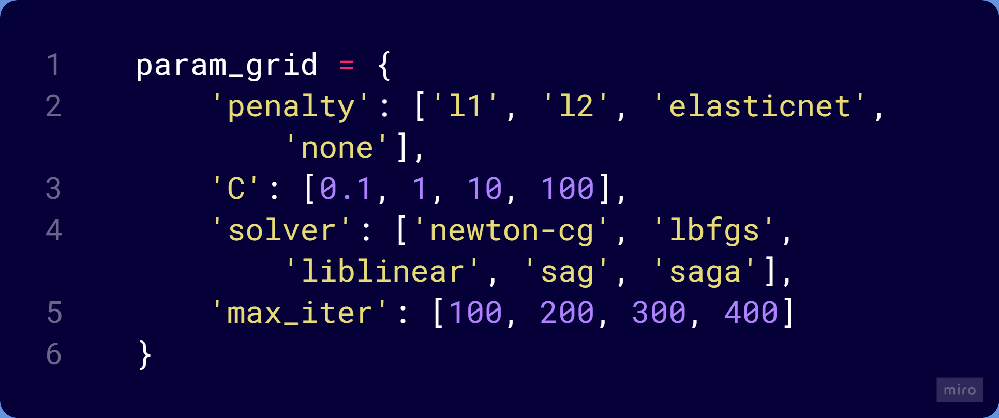 1 param_grid = {
2 'penalty': ['l1', 'l2', 'elasticnet',
'none'],
3 'C': [0.1, 1, 10, 100],
4 'solver': ['newton-cg', 'lbfgs',
'liblinear', 'sag', 'saga'],
5 'max_iter': [100, 200, 300, 400]
6 }
miro